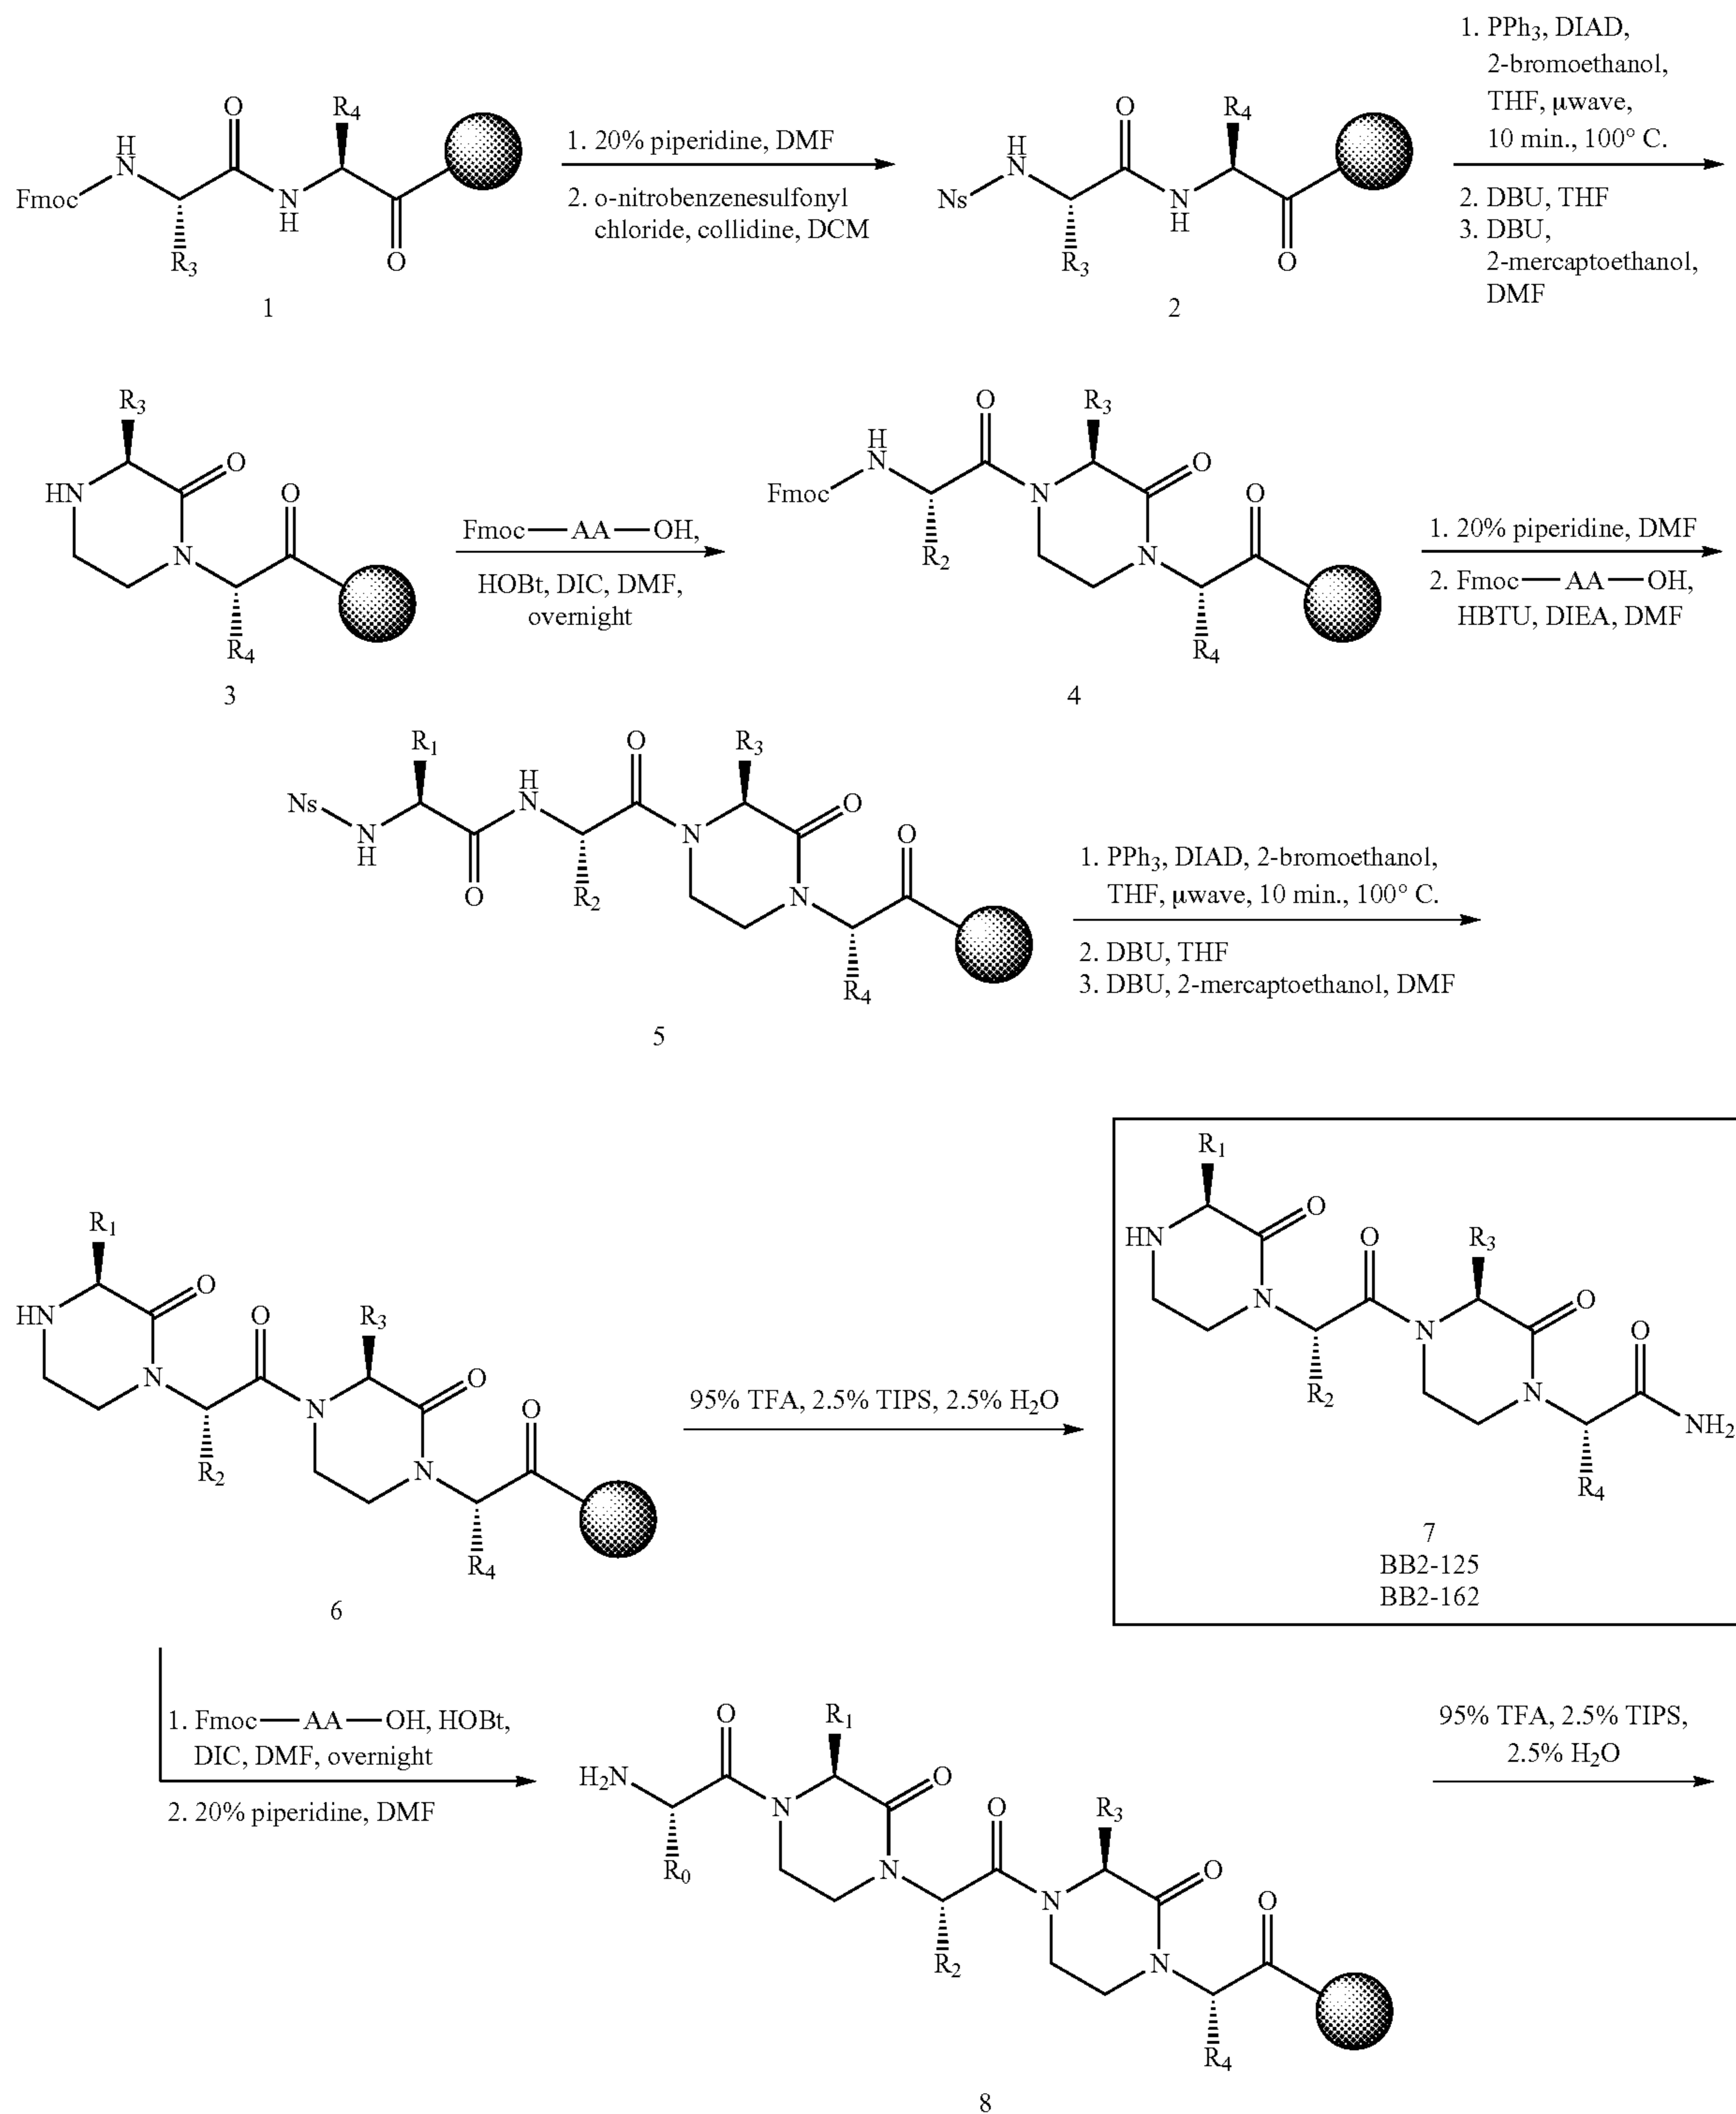 1. PPh3, DIAD,
2-bromoethanol,
THF, μwave,
10 min., 100° C.
2. DBU, THF
3. DBU,
2-mercaptoethanol,
DMF
Fmoc
H
N
O
R4
R3
N
H
O
1
1. 20% piperidine, DMF
2. o-nitrobenzenesulfonyl
chloride, collidine, DCM
Ns
H
N
O
R4
R3
N
H
O
2
R3
HN
O
N
O
R4
3
Fmoc—AA—OH,
HOBt, DIC, DMF,
overnight
Fmoc
H
N
O
R3
R2
N
O
N
O
R4
4
1. 20% piperidine, DMF
2. Fmoc—AA—OH,
HBTU, DIEA, DMF
R1
Ns
N
H
O
H
N
O
R2
R3
N
O
N
O
R4
5
1. PPh3, DIAD, 2-bromoethanol,
THF, μwave, 10 min., 100° C.
2. DBU, THF
3. DBU, 2-mercaptoethanol, DMF
R1
HN
O
N
O
R2
R3
N
O
N
O
R4
6
95% TFA, 2.5% TIPS, 2.5% H2O
R1
HN
O
N
O
R2
R3
N
O
N
O
NH2
R4
7
BB2-125
BB2-162
1. Fmoc—AA—OH, HOBt,
DIC, DMF, overnight
2. 20% piperidine, DMF
H2N
O
R0
R1
N
O
N
O
R2
R3
N
O
N
O
R4
8
95% TFA, 2.5% TIPS,
2.5% H2O